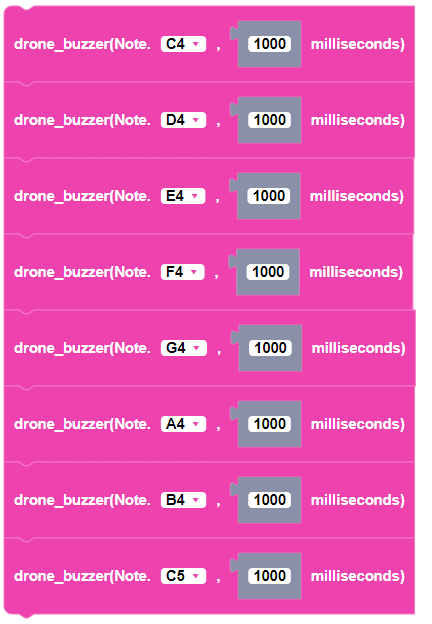 drone_buzzer(Note. C4 , 1000 milliseconds)
drone_buzzer(Note. D4 , 1000 milliseconds)
drone_buzzer(Note. E4 , 1000 milliseconds)
drone_buzzer(Note. F4 , 1000 milliseconds)
drone_buzzer(Note. G4 , 1000 milliseconds)
drone_buzzer(Note. A4 , 1000 milliseconds)
drone_buzzer(Note. B4 , 1000 milliseconds)
drone_buzzer(Note. C5 , 1000 milliseconds)